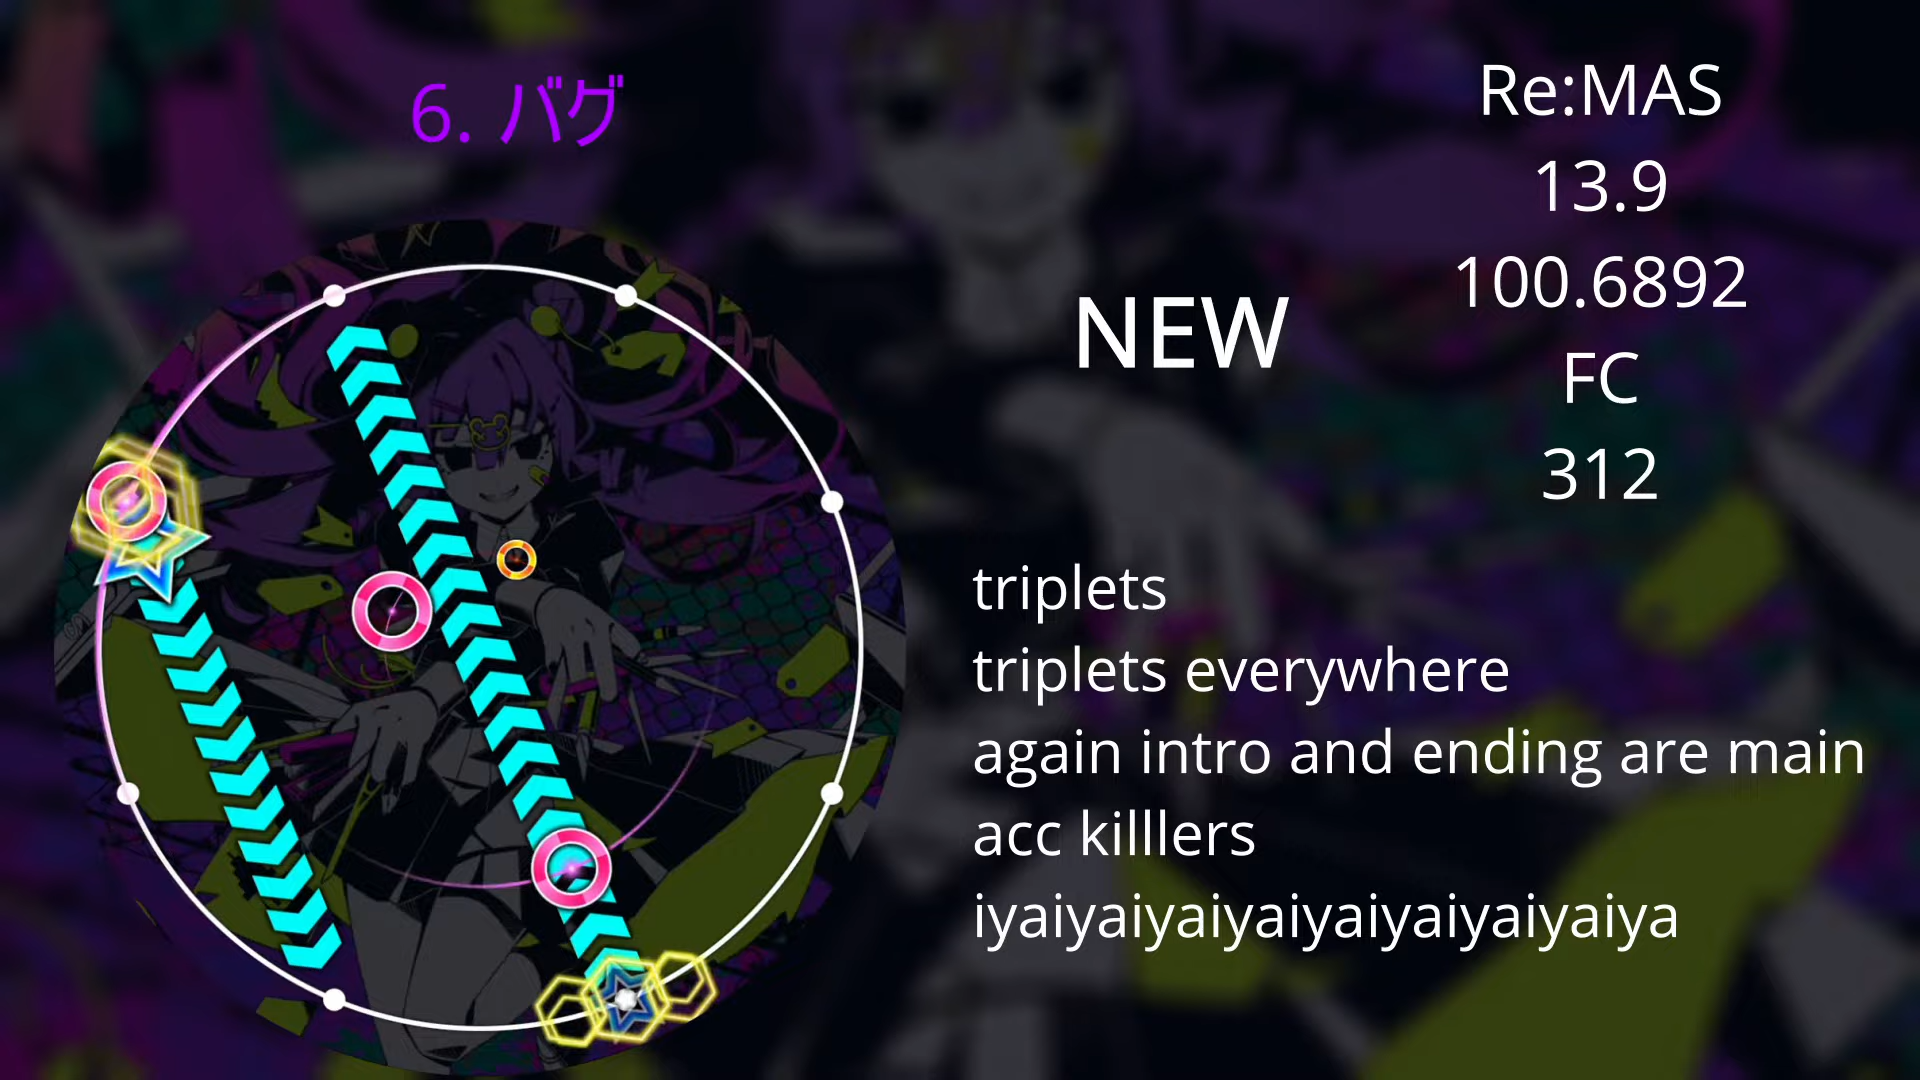 6. バグ
Re:MAS
13.9
100.6892
FC
312
NEW
triplets
triplets everywhere
again intro and ending are main
acc killlers
iyaiyaiyaiyaiyaiyaiyaiyaiya